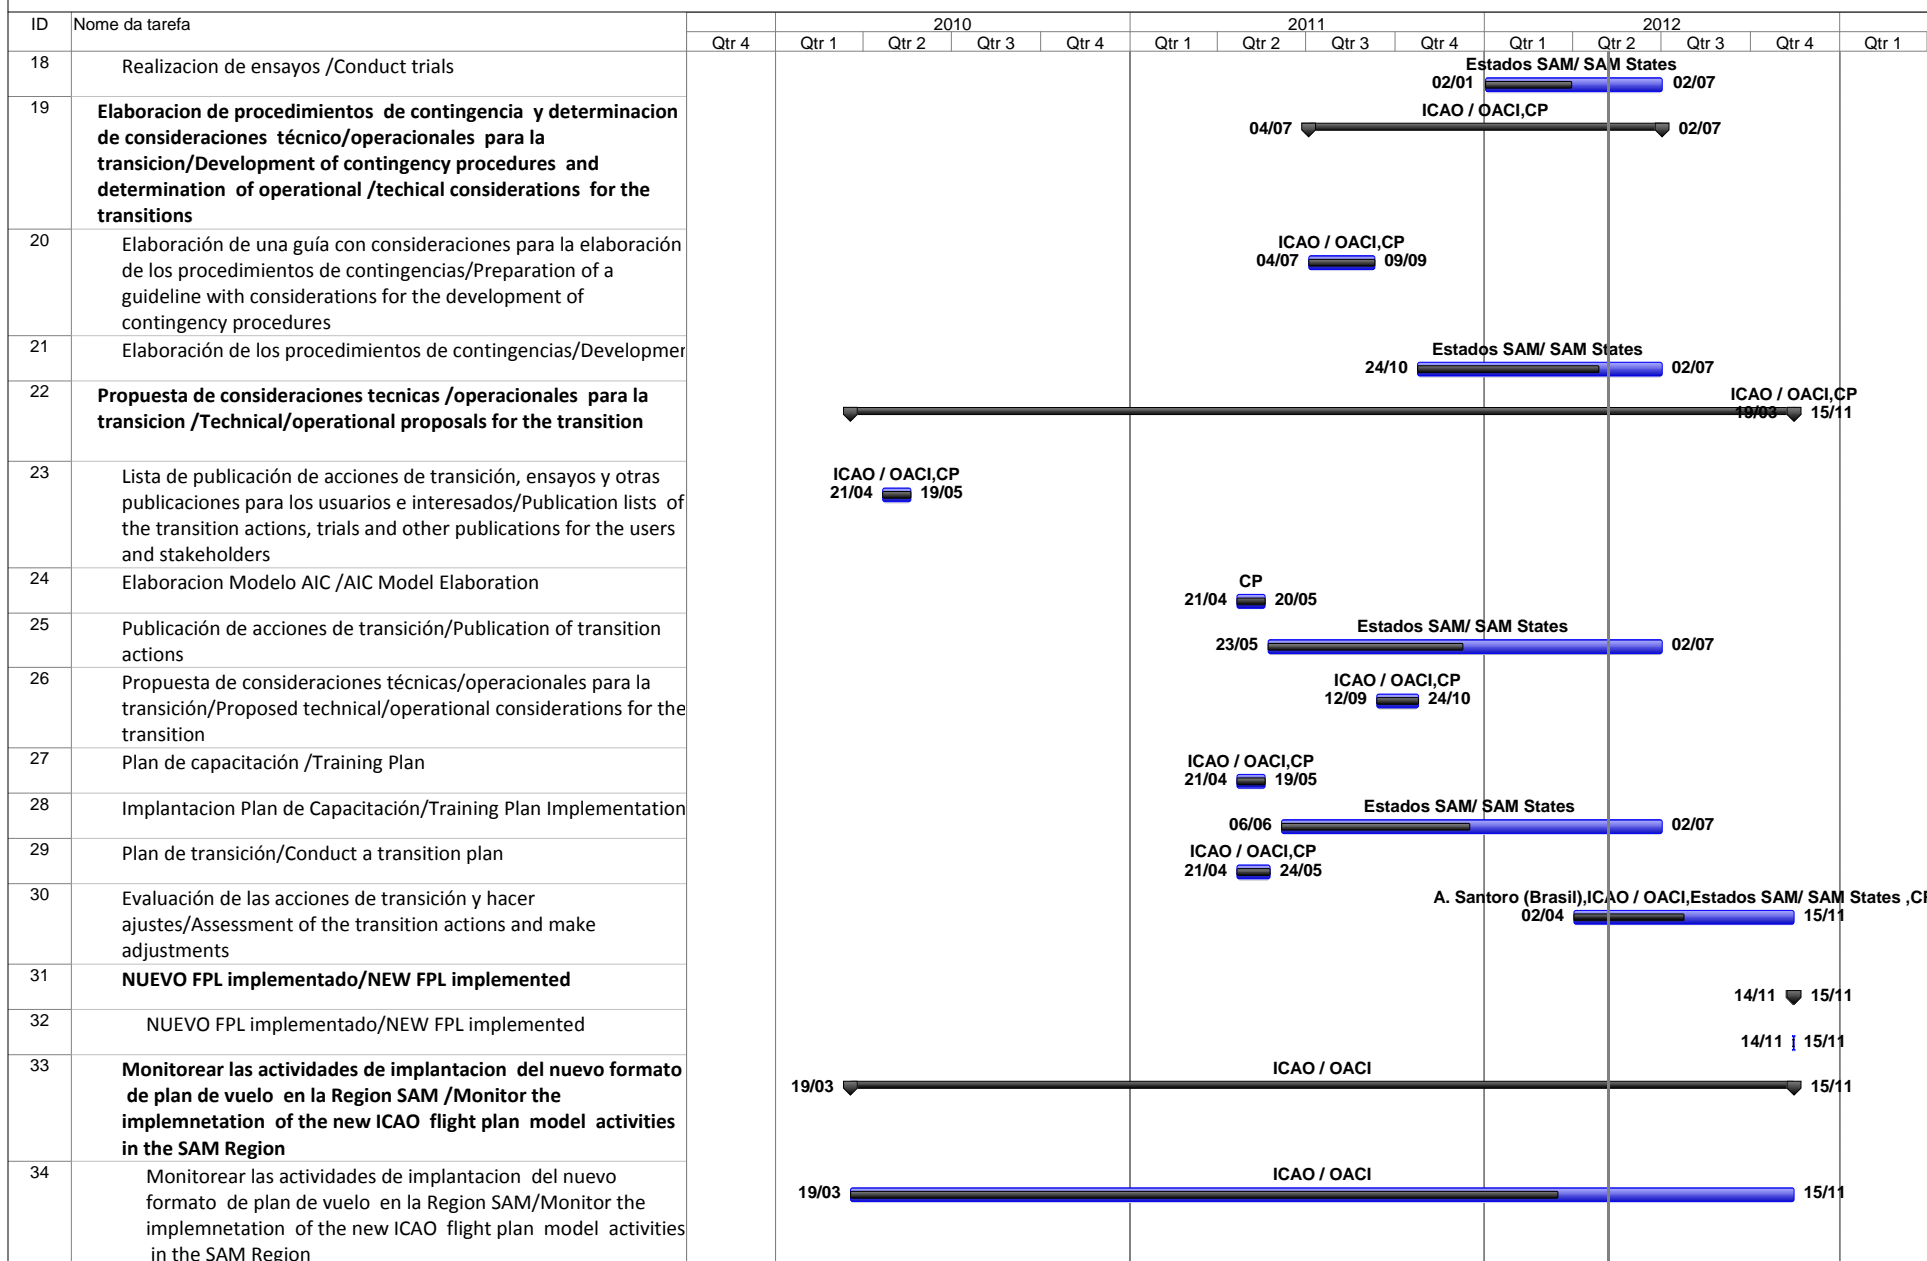 ID Nome da tarefa 2010 2011 2012
Qtr 4 Qtr 1 Qtr 2 Qtr 3 Qtr 4 Qtr 1 Qtr 2 Qtr 3 Qtr 4 Qtr 1 Qtr 2 Qtr 3 Qtr 4 Qtr 1
18 Realizacion de ensayos /Conduct trials
Estados SAM/ SAM States
02/01 02/07
19 Elaboracion de procedimientos de contingencia y determinacion
de consideraciones técnico/operacionales para la
transicion/Development of contingency procedures and
determination of operational /techical considerations for the
transitions
ICAO / OACI,CP
04/07 02/07
20 Elaboración de una guía con consideraciones para la elaboración
de los procedimientos de contingencias/Preparation of a
guideline with considerations for the development of
contingency procedures
ICAO / OACI,CP
04/07 09/09
21 Elaboración de los procedimientos de contingencias/Developmen
Estados SAM/ SAM States
24/10 02/07
22 Propuesta de consideraciones tecnicas /operacionales para la
transicion /Technical/operational proposals for the transition
ICAO / OACI,CP
19/03 15/11
23 Lista de publicación de acciones de transición, ensayos y otras
publicaciones para los usuarios e interesados/Publication lists of
the transition actions, trials and other publications for the users
and stakeholders
ICAO / OACI,CP
21/04 19/05
24 Elaboracion Modelo AIC /AIC Model Elaboration
CP
21/04 20/05
25 Publicación de acciones de transición/Publication of transition
actions
Estados SAM/ SAM States
23/05 02/07
26 Propuesta de consideraciones técnicas/operacionales para la
transición/Proposed technical/operational considerations for the
transition
ICAO / OACI,CP
12/09 24/10
27 Plan de capacitación /Training Plan
ICAO / OACI,CP
21/04 19/05
28 Implantacion Plan de Capacitación/Training Plan Implementation
Estados SAM/ SAM States
06/06 02/07
29 Plan de transición/Conduct a transition plan
ICAO / OACI,CP
21/04 24/05
30 Evaluación de las acciones de transición y hacer
ajustes/Assessment of the transition actions and make
adjustments
A. Santoro (Brasil),ICAO / OACI,Estados SAM/ SAM States ,CP
02/04 15/11
31 NUEVO FPL implementado/NEW FPL implemented
14/11 15/11
32 NUEVO FPL implementado/NEW FPL implemented
14/11 15/11
33 Monitorear las actividades de implantacion del nuevo formato
de plan de vuelo en la Region SAM /Monitor the
implemnetation of the new ICAO flight plan model activities
in the SAM Region
ICAO / OACI
19/03 15/11
34 Monitorear las actividades de implantacion del nuevo
formato de plan de vuelo en la Region SAM/Monitor the
implemnetation of the new ICAO flight plan model activities
in the SAM Region
ICAO / OACI
19/03 15/11